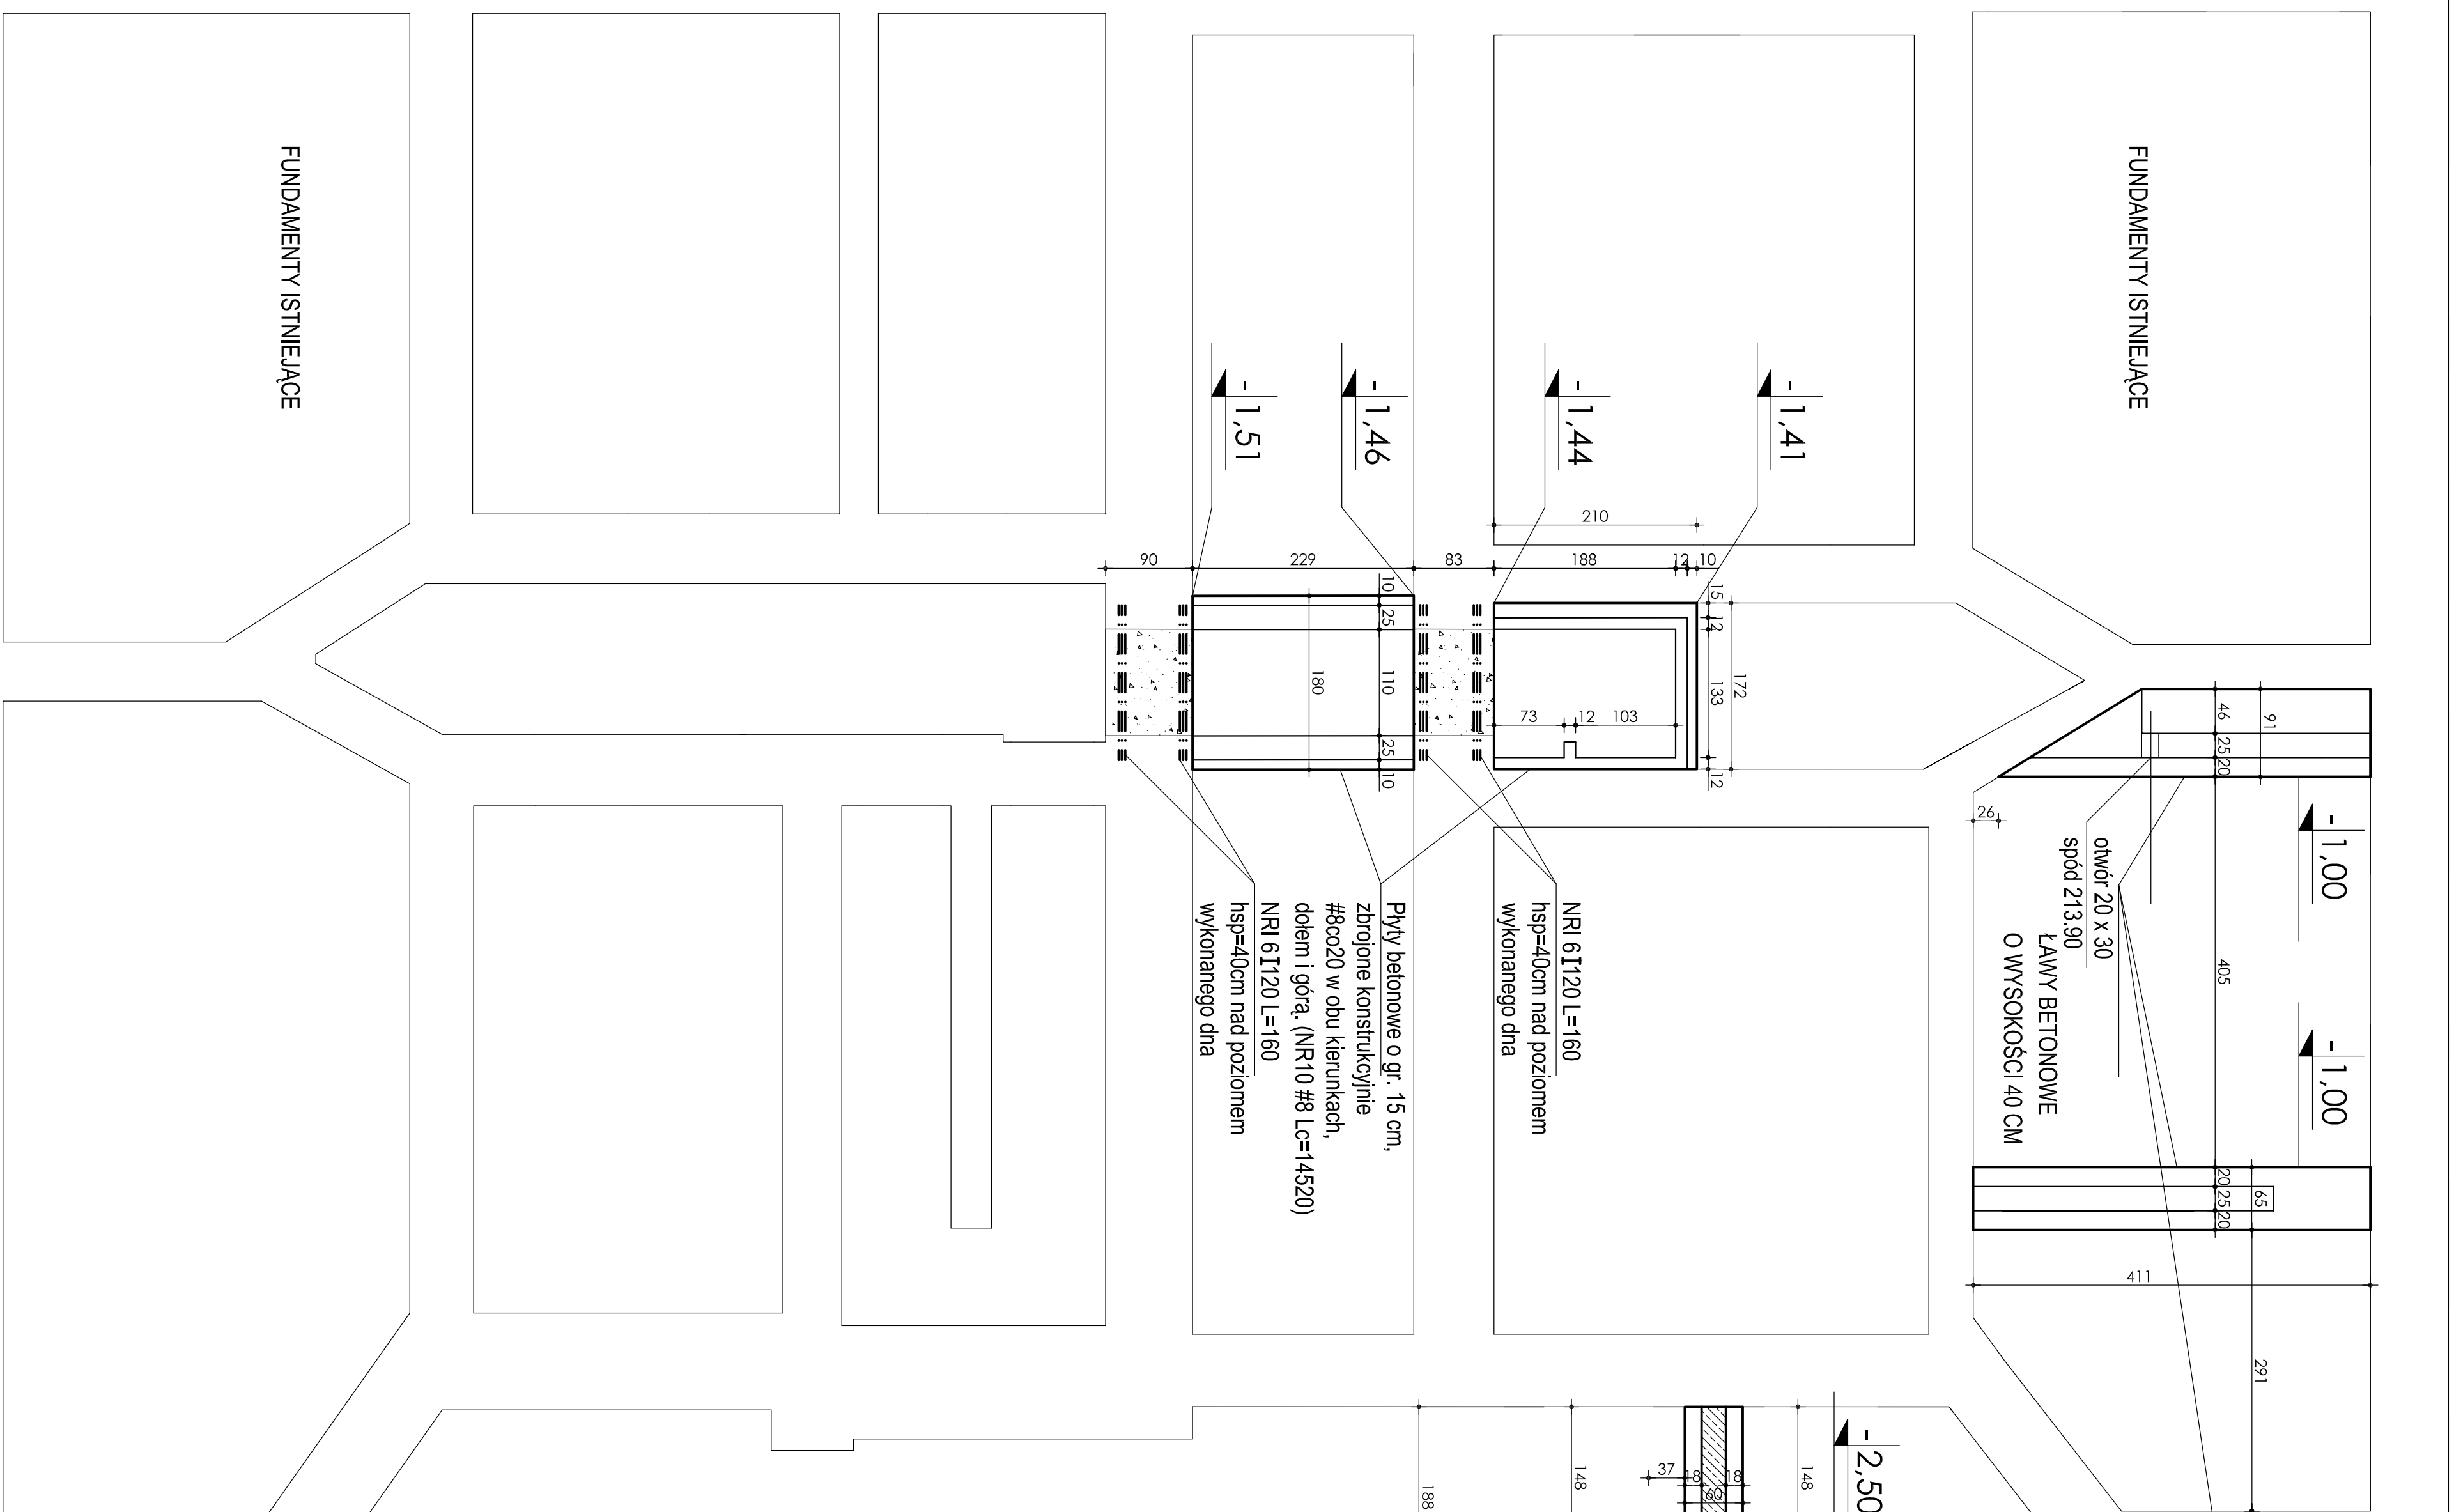 FUNDAMENTY ISTNIEJĄCE
FUNDAMENTY ISTNIEJĄCE
-1,51
-1,46
-1,44
-1,41
210
90
229
83
188
12
10
10
25
110
25
10
180
15
12
133
12
172
73
12
103
91
46
25
20
26
405
-1,00
-1,00
otwór 20 x 30
spód 213.90
ŁAWY BETONOWE
O WYSOKOŚCI 40 CM
NRI 6 I120 L=160
hsp=40cm nad poziomem
wykonanego dna
Płyty betonowe o gr. 15 cm,
zbrojone konstrukcyjnie
#8co20 w obu kierunkach,
dołem i górą. (NR10 #8 Lc=14520)
NRI 6 I120 L=160
hsp=40cm nad poziomem
wykonanego dna
20
25
20
65
411
291
-2,50
188
148
148
37
18
18
60